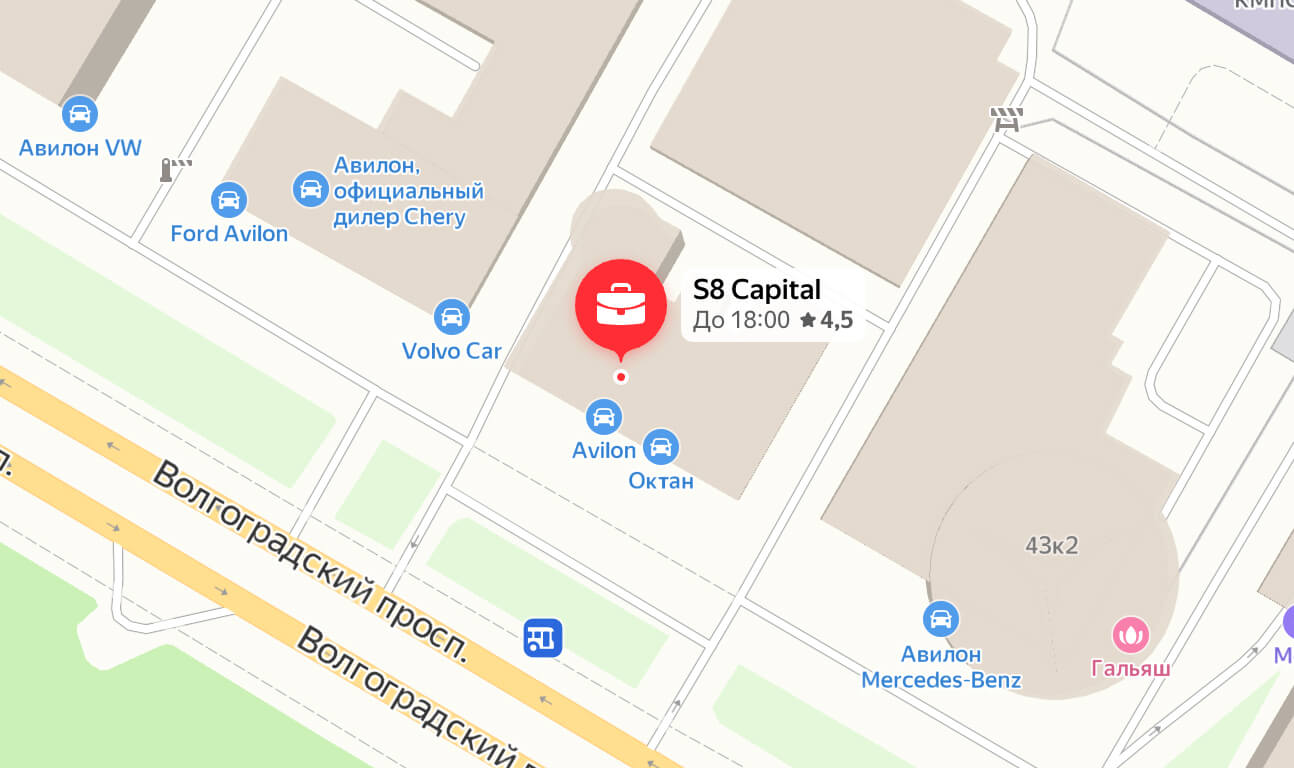 Авилон VW
Ford Avilon
Авилон,
официальный
дилер Chery
Volvo Car
S8 Capital
До 18:00 ★ 4,5
Avilon
Октан
Волгоградский просп.
Волгоградский
43к2
Авилон
Mercedes-Benz
Гальяш